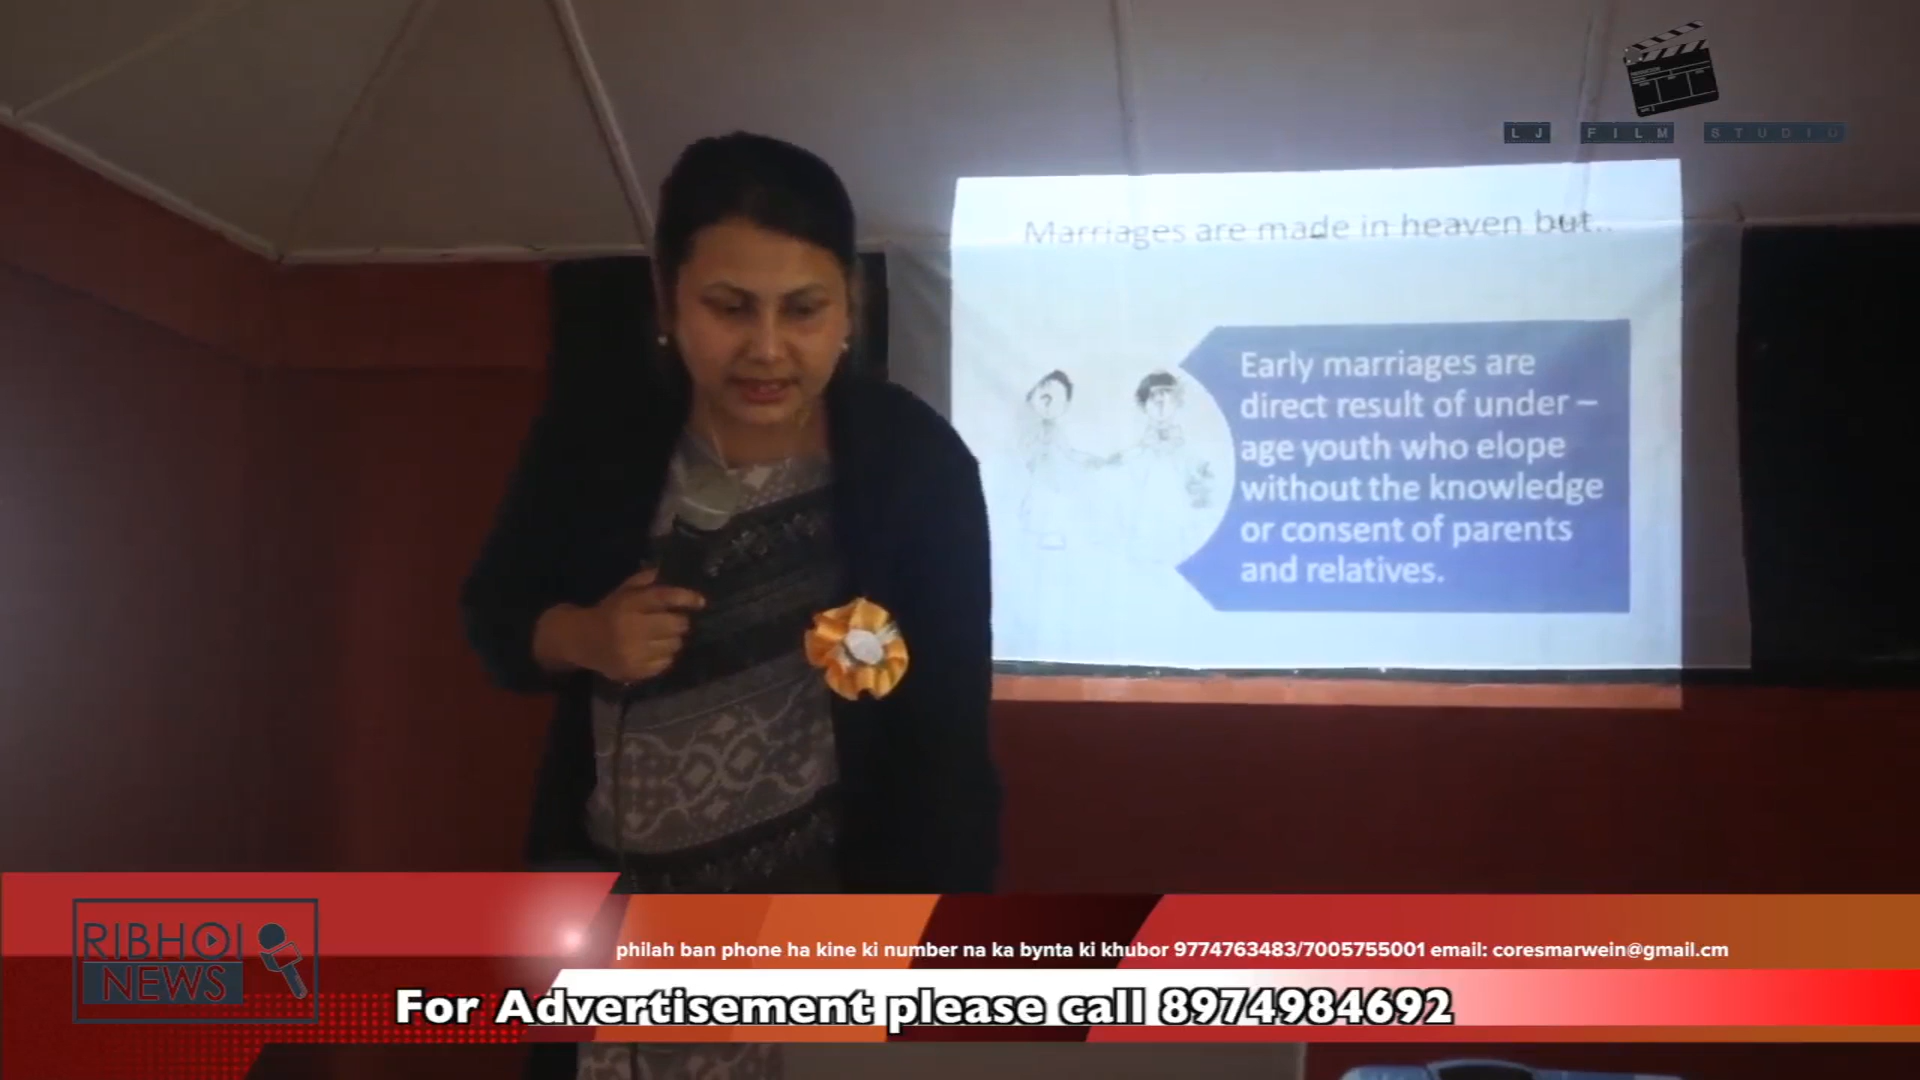 LJ FILM STUDIO
Marriages are made in heaven but..
Early marriages are
direct result of under –
age youth who elope
without the knowledge
or consent of parents
and relatives.
RIBHOI
NEWS
philah ban phone ha kine ki number na ka bynta ki khubor 9774763483/7005755001 email: coresmarwein@gmail.cm
For Advertisement please call 8974984692